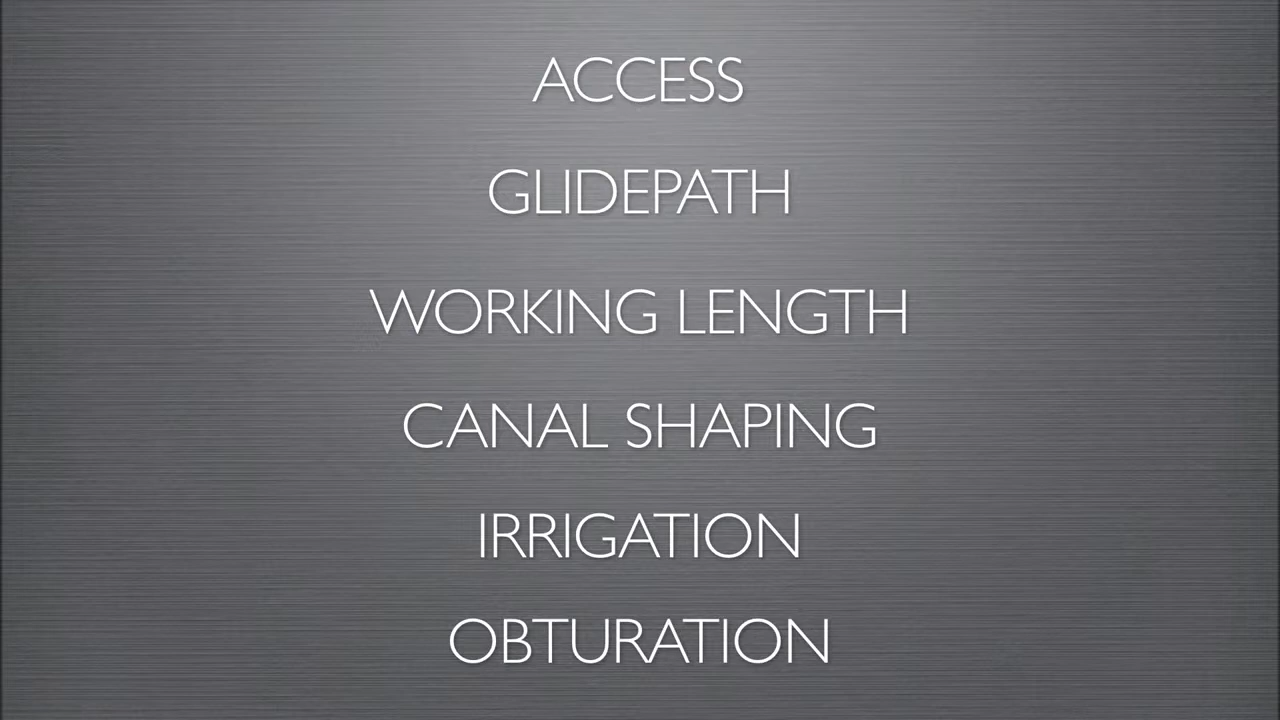 ACCESS
GLIDEPATH
WORKING LENGTH
CANAL SHAPING
IRRIGATION
OBTURATION